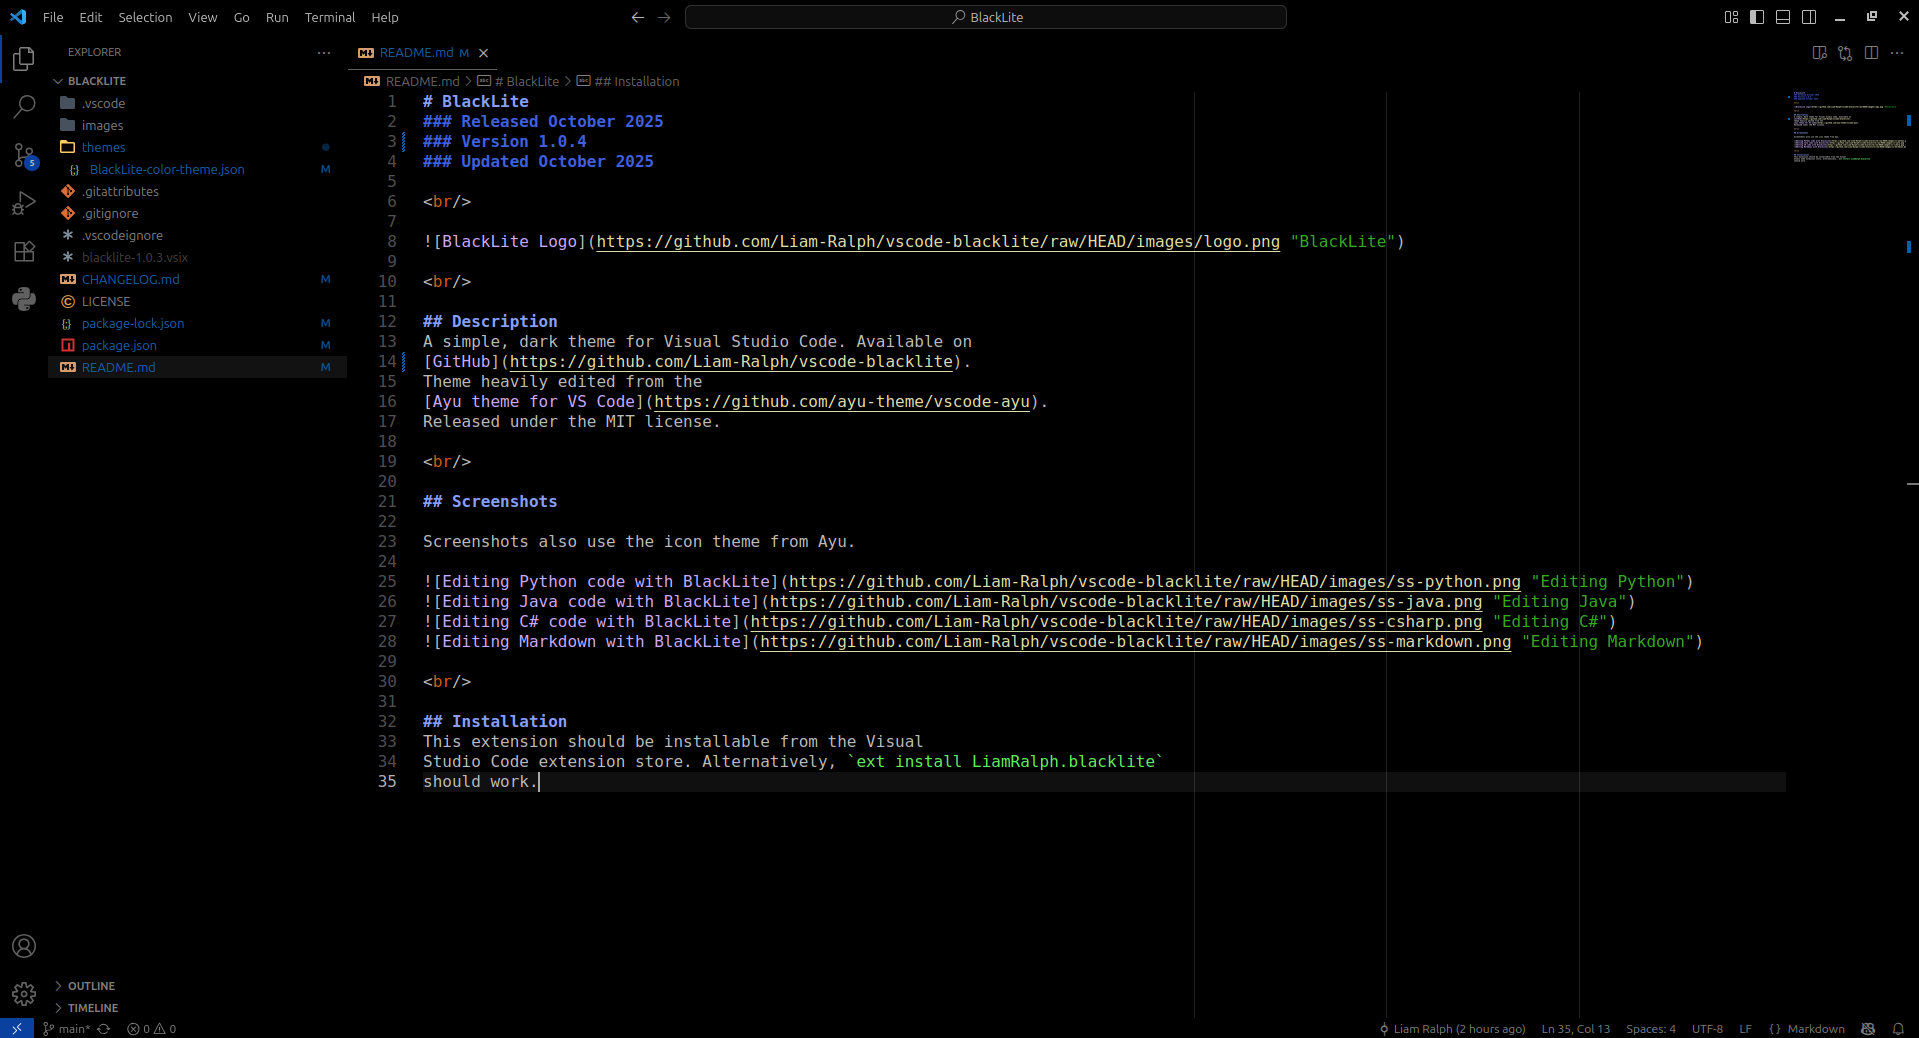 File Edit Selection View Go Run Terminal Help
BlackLite
EXPLORER
BLACKLITE
.vscode
images
themes
BlackLite-color-theme.json M
.gitattributes
.gitignore
.vscodeignore
blacklite-1.0.3.vsix
CHANGELOG.md M
LICENSE
package-lock.json M
package.json M
README.md M
5
OUTLINE
TIMELINE
README.md M
README.md > # BlackLite > ## Installation
1 # BlackLite
2 ### Released October 2025
3 ### Version 1.0.4
4 ### Updated October 2025
5
6 <br/>
7
8 ![BlackLite Logo](https://github.com/Liam-Ralph/vscode-blacklite/raw/HEAD/images/logo.png "BlackLite")
9
10 <br/>
11
12 ## Description
13 A simple, dark theme for Visual Studio Code. Available on
14 [GitHub](https://github.com/Liam-Ralph/vscode-blacklite).
15 Theme heavily edited from the
16 [Ayu theme for VS Code](https://github.com/ayu-theme/vscode-ayu).
17 Released under the MIT license.
18
19 <br/>
20
21 ## Screenshots
22
23 Screenshots also use the icon theme from Ayu.
24
25 ![Editing Python code with BlackLite](https://github.com/Liam-Ralph/vscode-blacklite/raw/HEAD/images/ss-python.png "Editing Python")
26 ![Editing Java code with BlackLite](https://github.com/Liam-Ralph/vscode-blacklite/raw/HEAD/images/ss-java.png "Editing Java")
27 ![Editing C# code with BlackLite](https://github.com/Liam-Ralph/vscode-blacklite/raw/HEAD/images/ss-csharp.png "Editing C#")
28 ![Editing Markdown with BlackLite](https://github.com/Liam-Ralph/vscode-blacklite/raw/HEAD/images/ss-markdown.png "Editing Markdown")
29
30 <br/>
31
32 ## Installation
33 This extension should be installable from the Visual
34 Studio Code extension store. Alternatively, `ext install LiamRalph.blacklite`
35 should work.
main* 0 0
Liam Ralph (2 hours ago) Ln 35, Col 13 Spaces: 4 UTF-8 LF {} Markdown